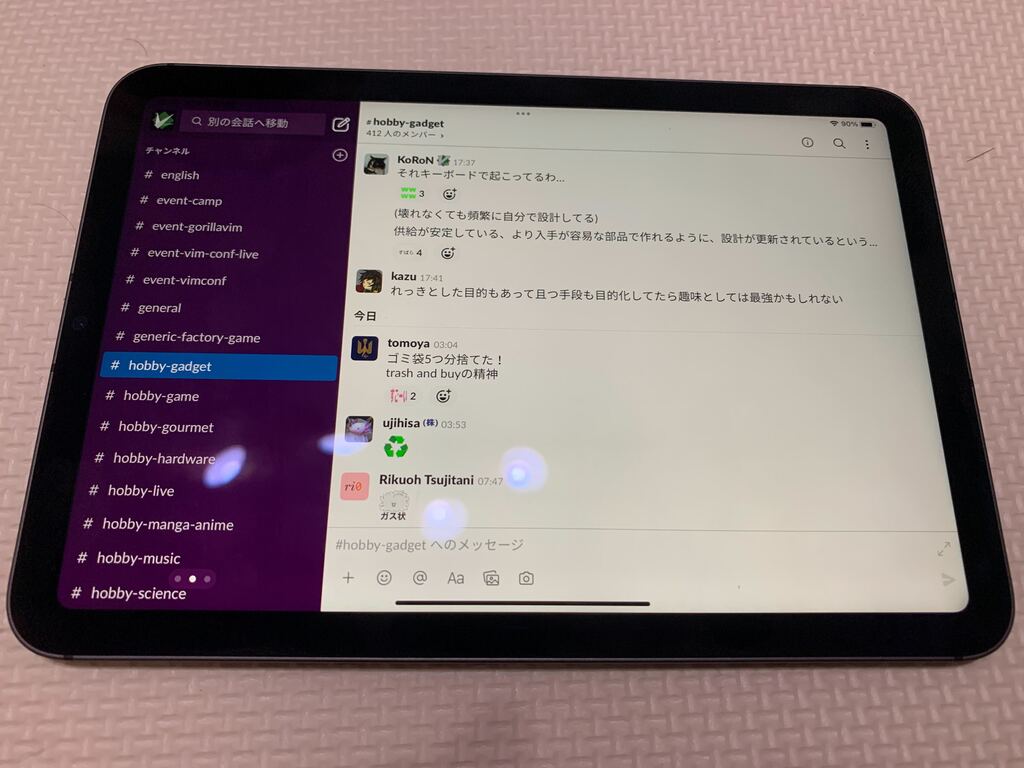 別の会話へ移動
チャンネル
# english
# event-camp
# event-gorillavim
# event-vim-conf-live
# event-vimconf
# general
# generic-factory-game
# hobby-gadget
# hobby-game
# hobby-gourmet
# hobby-hardware
# hobby-live
# hobby-manga-anime
# hobby-music
# hobby-science
#hobby-gadget
412 人のメンバー ›
90%
KoRoN 17:37
それキーボードで起こってるわ...
3
(壊れなくても頻繁に自分で設計してる)
供給が安定している、より入手が容易な部品で作れるように、設計が更新されているという...
すばら 4
kazu 17:41
れっきとした目的もあって且つ手段も目的化してたら趣味としては最強かもしれない
今日
tomoya 03:04
ゴミ袋5つ分捨てた！
trash and buyの精神
2
ujihisa (株) 03:53
ri0
Rikuoh Tsujitani 07:47
ガス状
#hobby-gadget へのメッセージ
@ Aa